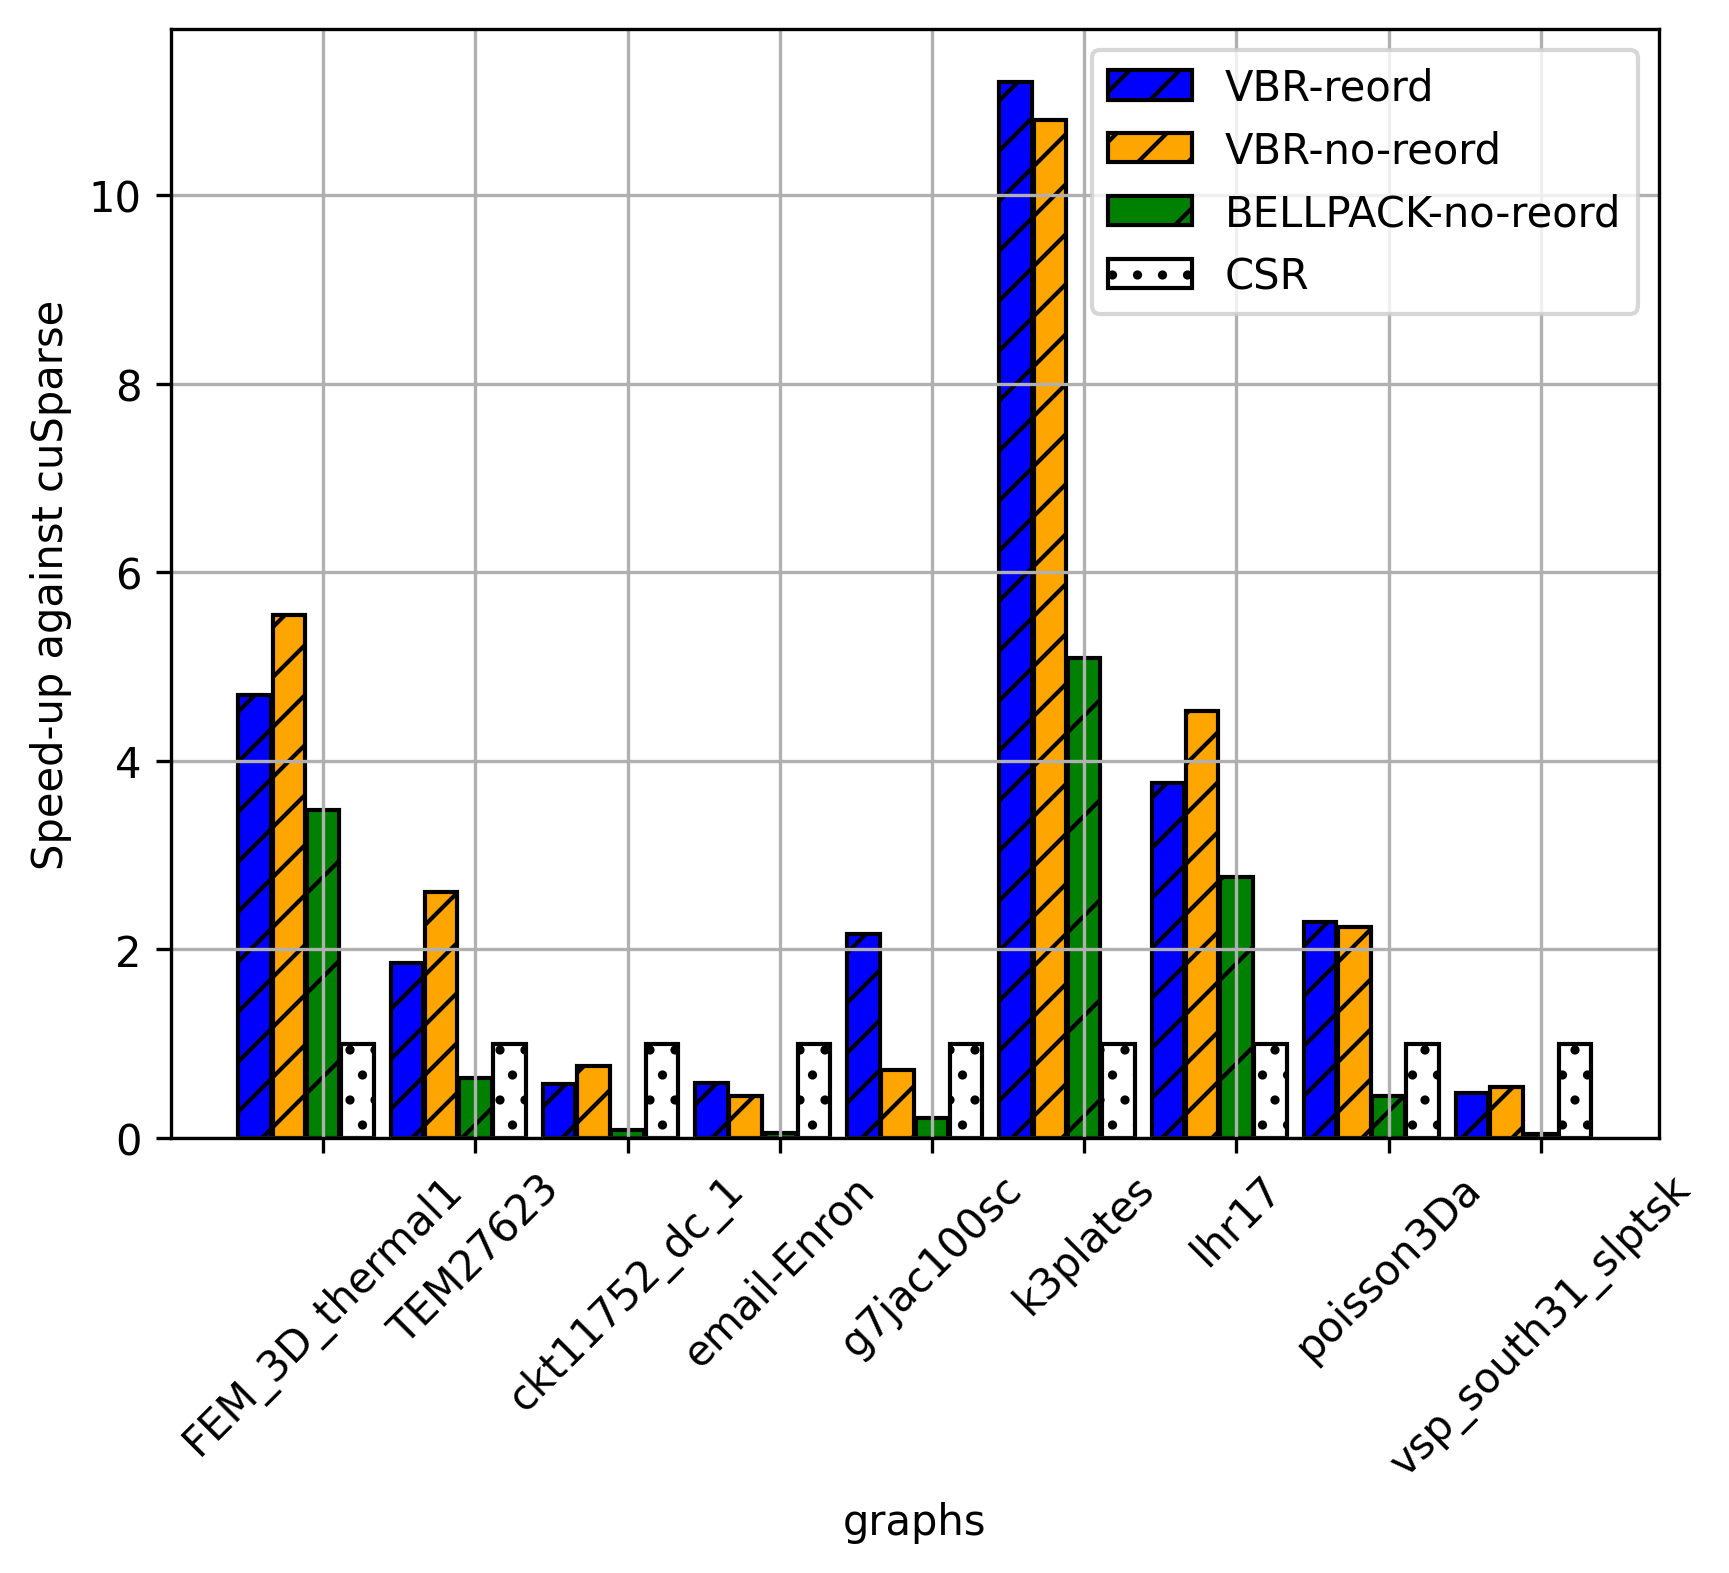 VBR-reord
VBR-no-reord
BELLPACK-no-reord
CSR
Speed-up against cuSparse
10
8
6
4
2
0
FEM_3D_thermal1
TEM27623
ckt11752_dc_1
email-Enron
g7jac100sc
k3plates
lhr17
poisson3Da
vsp_south31_slptsk
graphs